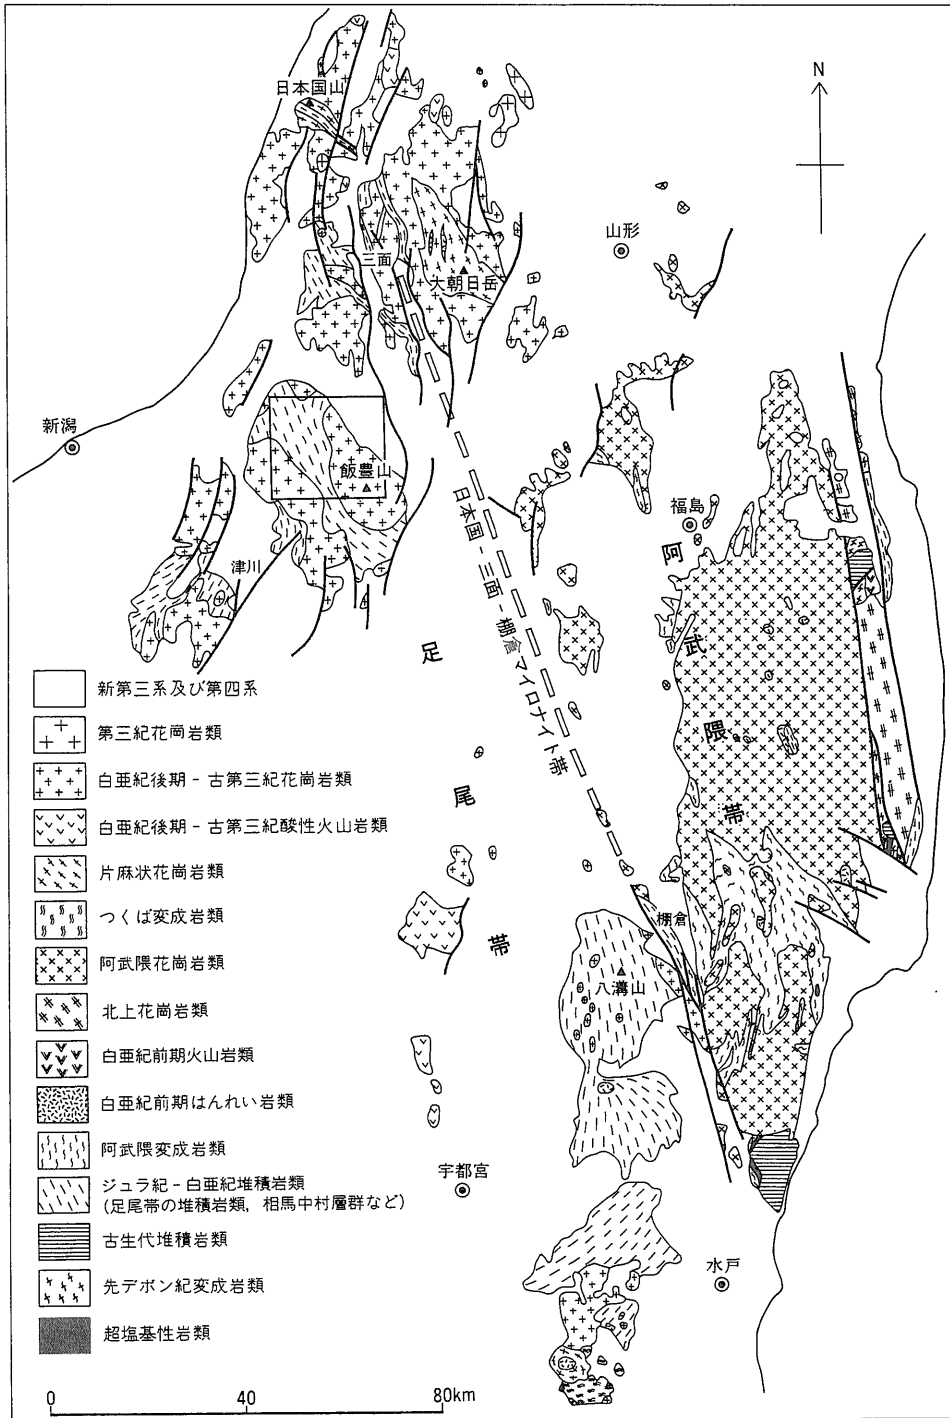 日本国山
N
山形
三面
大朝日岳
新潟
飯豊山
福島
津川
日本国-三面-棚倉マイロナイト帯
阿武隈帯
足尾帯
棚倉
八溝山
宇都宮
水戸
新第三系及び第四系
第三紀花崗岩類
白亜紀後期-古第三紀花崗岩類
白亜紀後期-古第三紀酸性火山岩類
片麻状花崗岩類
つくば変成岩類
阿武隈花崗岩類
北上花崗岩類
白亜紀前期火山岩類
白亜紀前期はんれい岩類
阿武隈変成岩類
ジュラ紀-白亜紀堆積岩類
(足尾帯の堆積岩類, 相馬中村層群など)
古生代堆積岩類
先デボン紀変成岩類
超塩基性岩類
0 40 80km